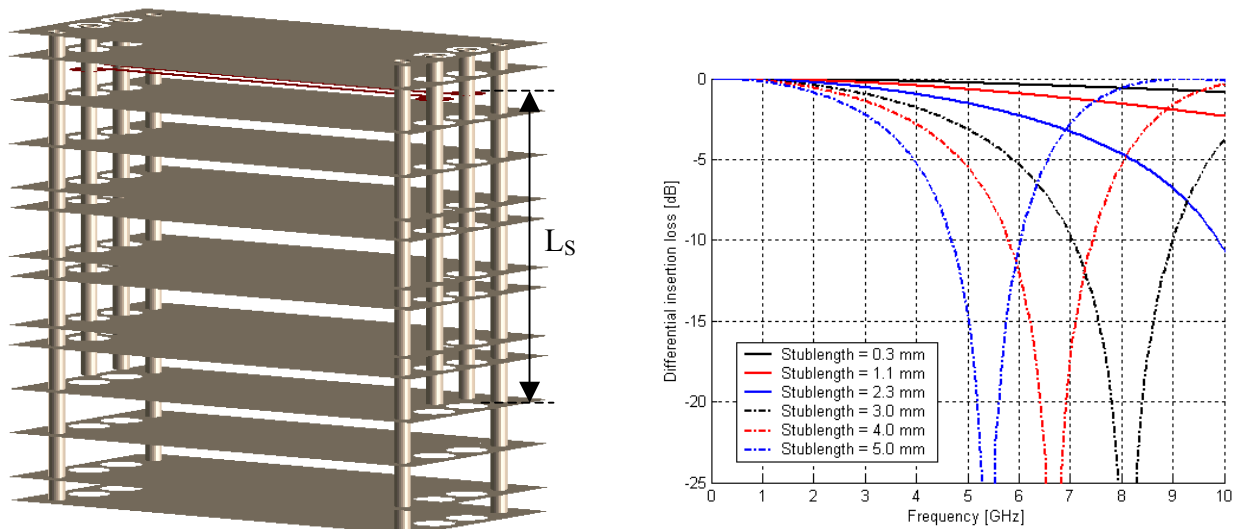 L_S
Differential insertion loss [dB]
0
-5
-10
-15
-20
-25
Stublength = 0.3 mm
Stublength = 1.1 mm
Stublength = 2.3 mm
Stublength = 3.0 mm
Stublength = 4.0 mm
Stublength = 5.0 mm
0 1 2 3 4 5 6 7 8 9 10
Frequency [GHz]